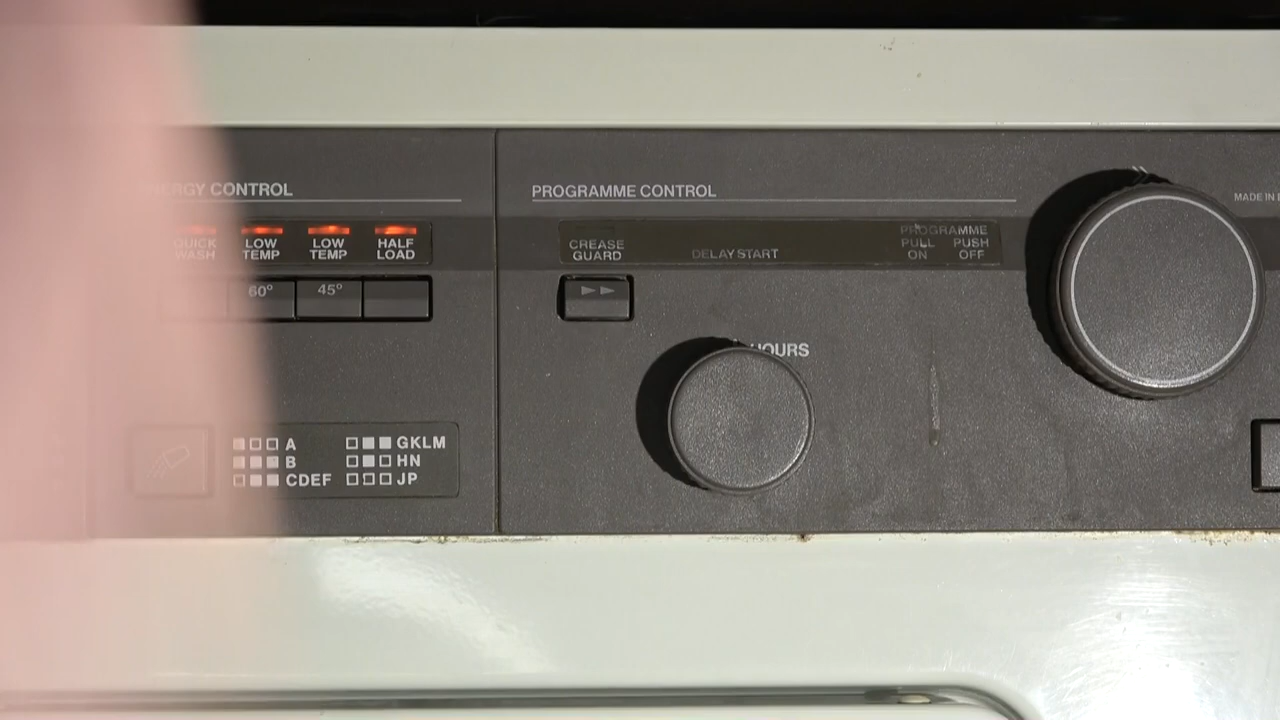 ENERGY CONTROL
QUICK
WASH
LOW
TEMP
LOW
TEMP
HALF
LOAD
60°
45°
A
B
CDEF
GKLM
HN
JP
PROGRAMME CONTROL
CREASE
GUARD
DELAY START
PROGRAMME
PULL PUSH
ON OFF
HOURS
MADE IN